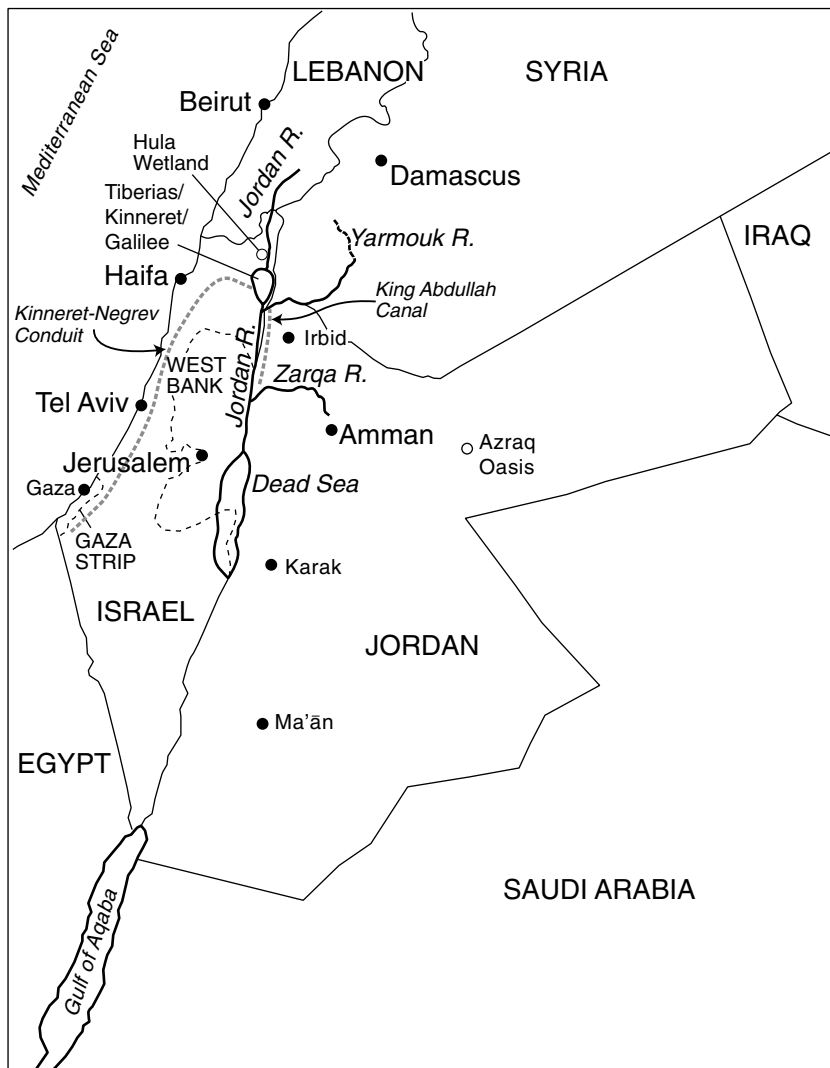 Mediterranean Sea
LEBANON
SYRIA
Beirut
Jordan R.
Hula
Wetland
Damascus
Tiberias/
Kinneret/
Galilee
Yarmouk R.
IRAQ
Haifa
King Abdullah
Canal
Kinneret-Negrev
Conduit
Irbid
WEST
BANK
Jordan R.
Zarqa R.
Tel Aviv
Amman
Azraq
Oasis
Jerusalem
Dead Sea
Gaza
GAZA
STRIP
Karak
ISRAEL
JORDAN
Ma'ān
EGYPT
SAUDI ARABIA
Gulf of Aqaba